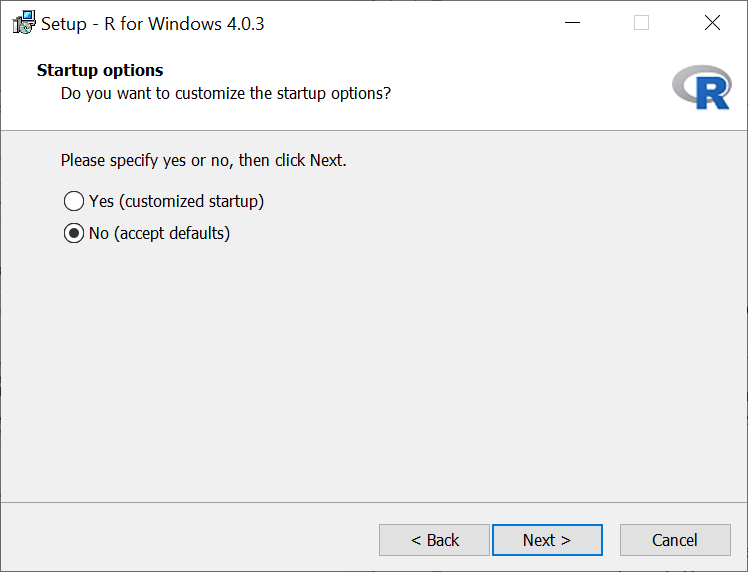 Setup - R for Windows 4.0.3
Startup options
Do you want to customize the startup options?
R
Please specify yes or no, then click Next.
Yes (customized startup)
No (accept defaults)
< Back
Next >
Cancel